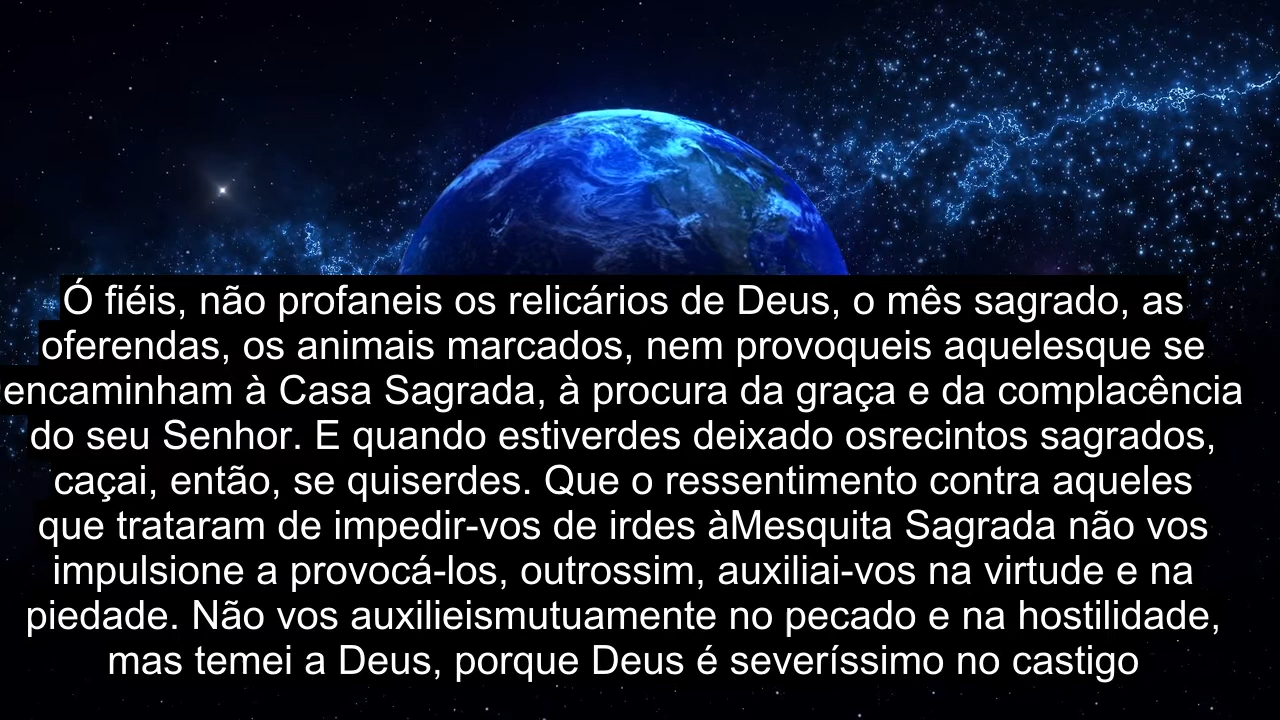 Ó fiéis, não profaneis os relicários de Deus, o mês sagrado, as
oferendas, os animais marcados, nem provoqueis aquelesque se
encaminham à Casa Sagrada, à procura da graça e da complacência
do seu Senhor. E quando estiverdes deixado osrecintos sagrados,
caçai, então, se quiserdes. Que o ressentimento contra aqueles
que trataram de impedir-vos de irdes àMesquita Sagrada não vos
impulsione a provocá-los, outrossim, auxiliai-vos na virtude e na
piedade. Não vos auxilieismutuamente no pecado e na hostilidade,
mas temei a Deus, porque Deus é severíssimo no castigo